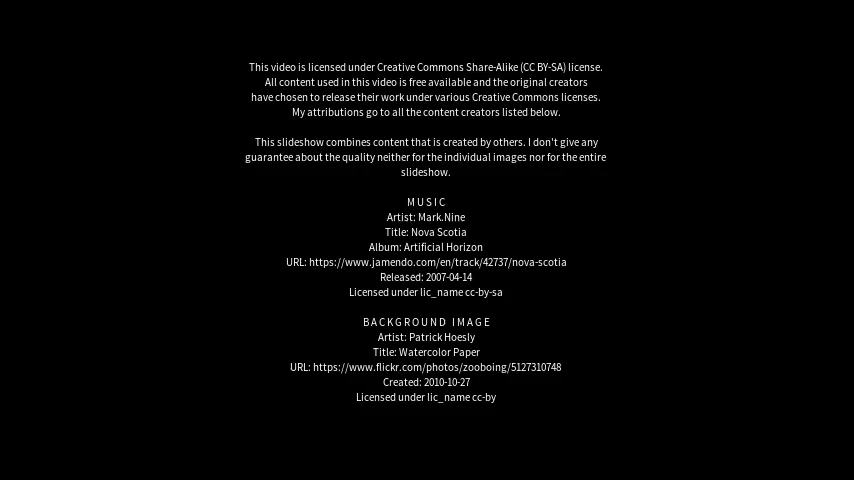 This video is licensed under Creative Commons Share-Alike (CC BY-SA) license.
All content used in this video is free available and the original creators
have chosen to release their work under various Creative Commons licenses.
My attributions go to all the content creators listed below.
This slideshow combines content that is created by others. I don't give any
guarantee about the quality neither for the individual images nor for the entire
slideshow.
MUSIC
Artist: Mark.Nine
Title: Nova Scotia
Album: Artificial Horizon
URL: https://www.jamendo.com/en/track/42737/nova-scotia
Released: 2007-04-14
Licensed under lic_name cc-by-sa
BACKGROUND IMAGE
Artist: Patrick Hoesly
Title: Watercolor Paper
URL: https://www.flickr.com/photos/zooboing/5127310748
Created: 2010-10-27
Licensed under lic_name cc-by